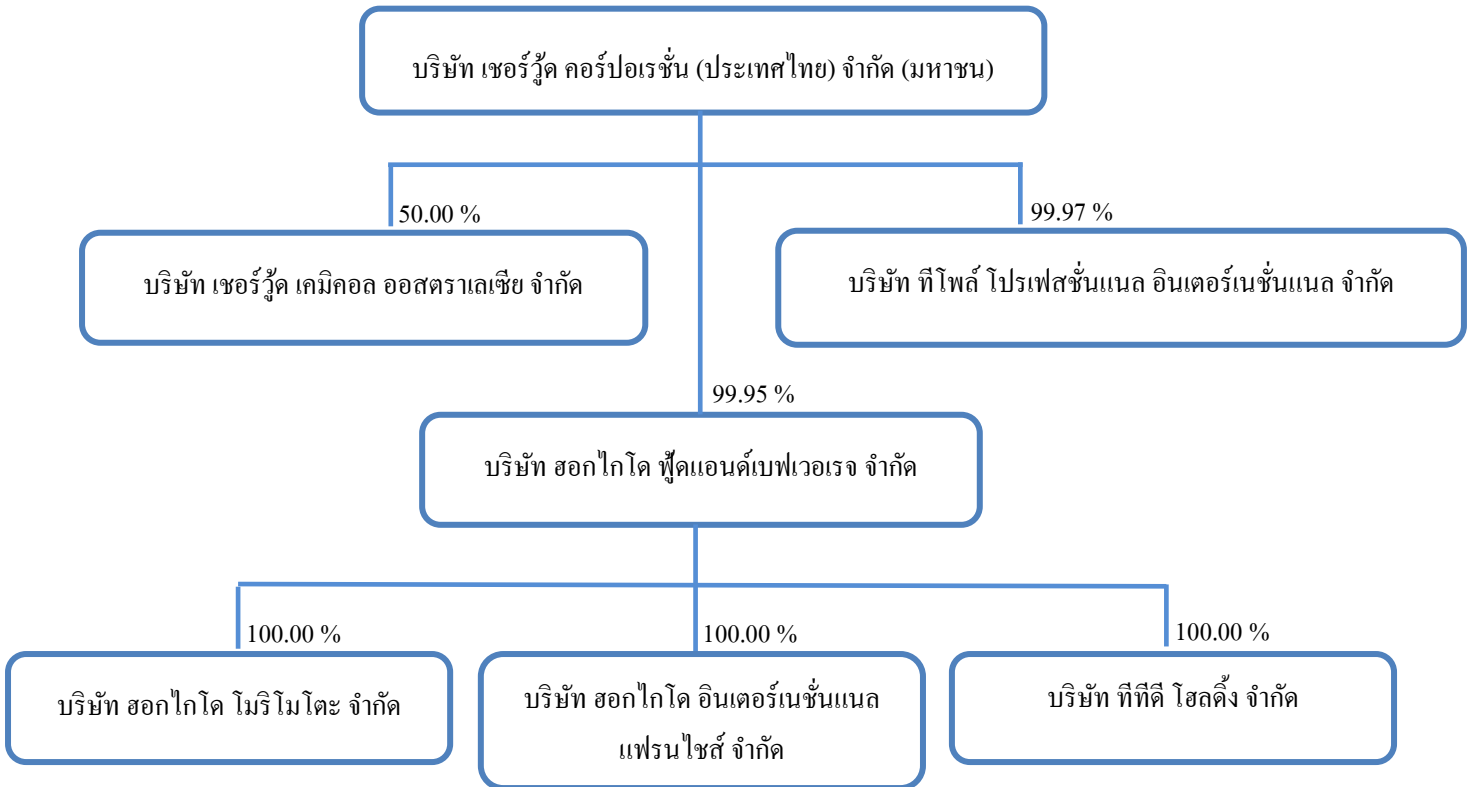 บริษัท เชอร์วู้ด คอร์ปอเรชั่น (ประเทศไทย) จำกัด (มหาชน)
50.00 %
99.97 %
บริษัท เชอร์วู้ด เคมิคอล ออสตราเลเซีย จำกัด
บริษัท ทีโพล์ โปรเฟสชั่นแนล อินเตอร์เนชั่นแนล จำกัด
99.95 %
บริษัท ฮอกไกโด ฟู้ดแอนด์เบฟเวอเรจ จำกัด
100.00 %
100.00 %
100.00 %
บริษัท ฮอกไกโด โมริโมโตะ จำกัด
บริษัท ฮอกไกโด อินเตอร์เนชั่นแนล
แฟรนไชส์ จำกัด
บริษัท ทีทีดี โฮลดิ้ง จำกัด